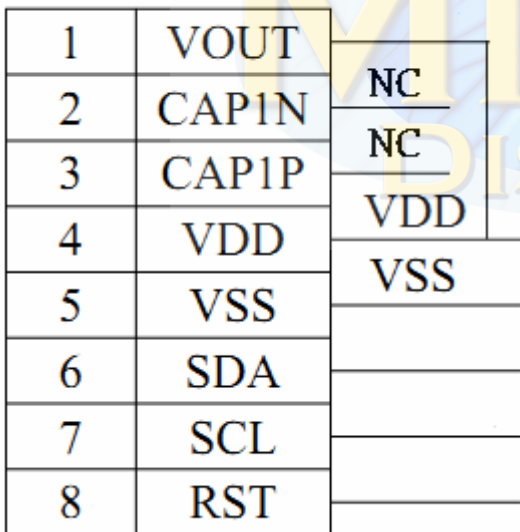 1 VOUT
NC
2 CAP1N
NC
3 CAP1P
VDD
4 VDD
VSS
5 VSS
6 SDA
7 SCL
8 RST